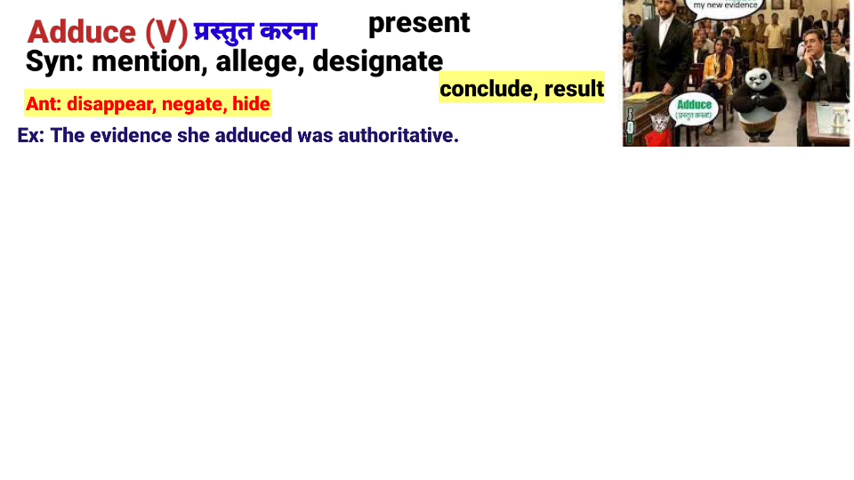 Adduce (V) प्रस्तुत करना
present
Syn: mention, allege, designate
conclude, result
Ant: disappear, negate, hide
Ex: The evidence she adduced was authoritative.
my new evidence
Adduce
(प्रस्तुत करना)